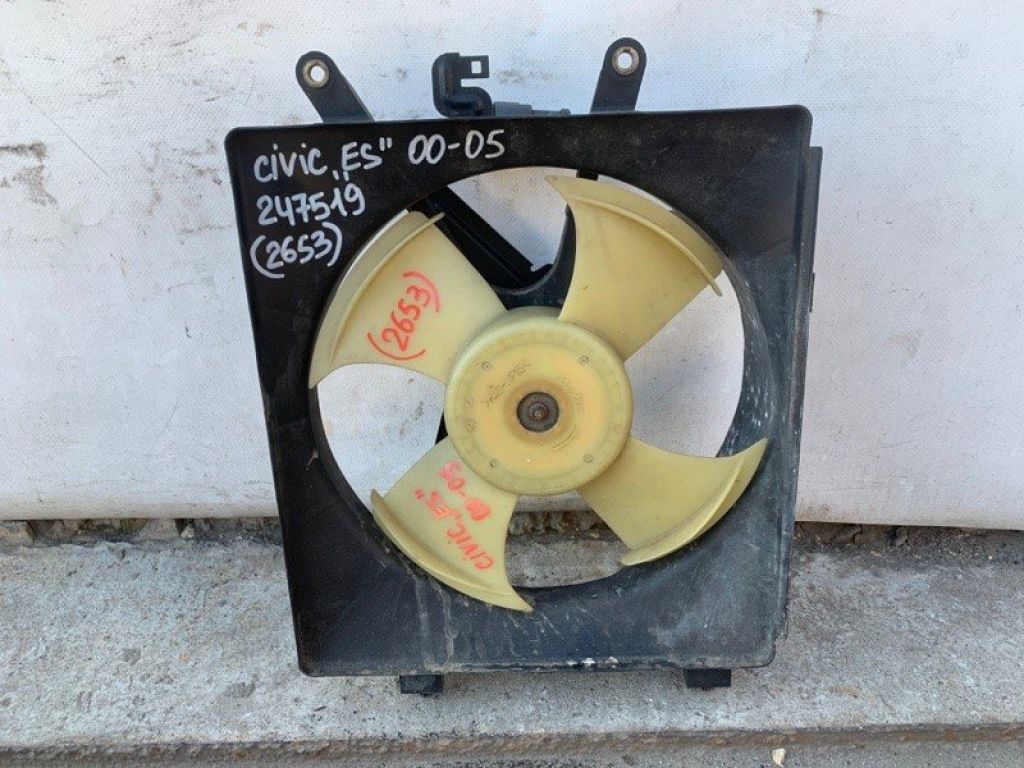 civic „ES" 00-05
247519
(2653)
(2653)
CIVIC „ES"
00-05